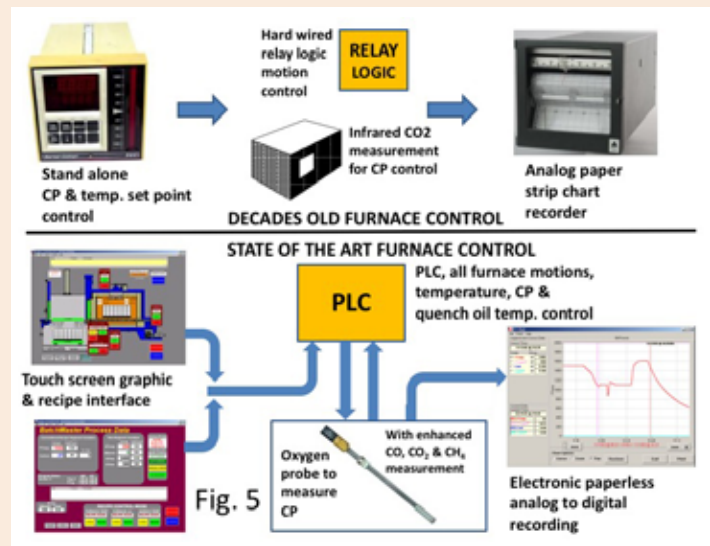 Hard wired
relay logic
motion
control
RELAY
LOGIC
Infrared CO2
measurement
for CP control
Stand alone
CP & temp. set point
control
Analog paper
strip chart
recorder
DECADES OLD FURNACE CONTROL
STATE OF THE ART FURNACE CONTROL
PLC
PLC, all furnace motions,
temperature, CP &
quench oil temp. control
Touch screen graphic
& recipe interface
BatchMaster Process Data
Fig. 5
Oxygen
probe to
measure
CP
With enhanced
CO, CO₂ & CH₄
measurement
Electronic paperless
analog to digital
recording